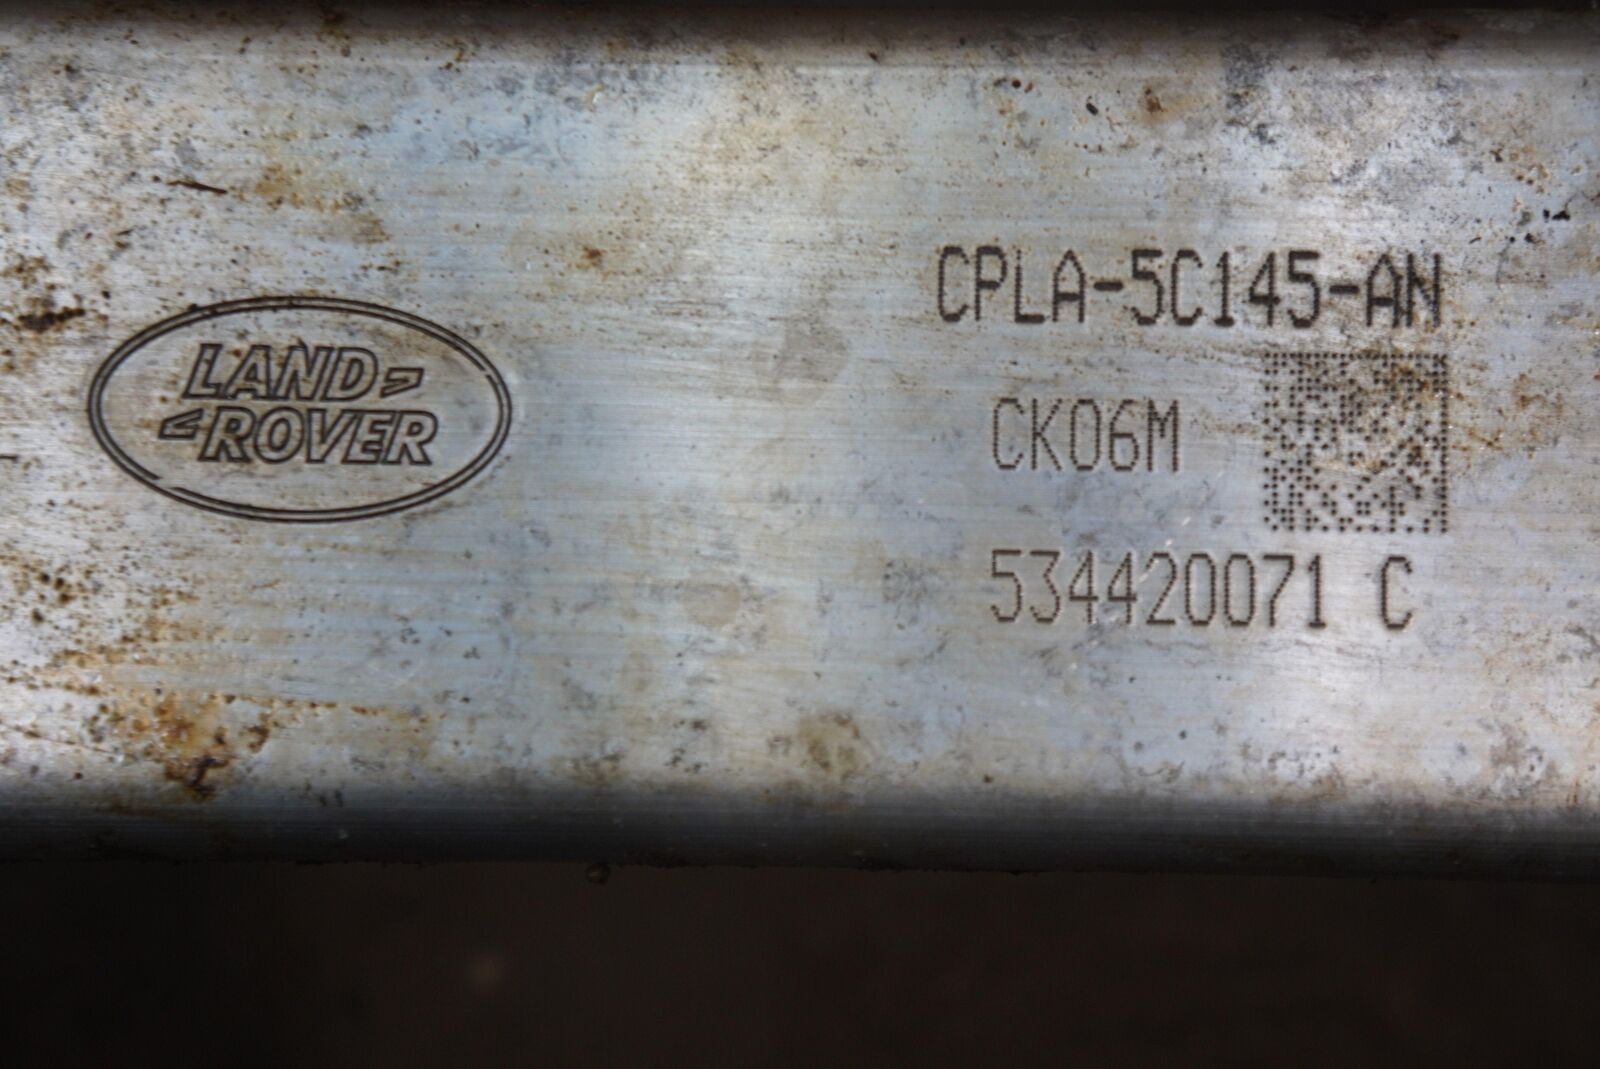 LAND
ROVER
CPLA-5C145-AN
CK06M
534420071 C